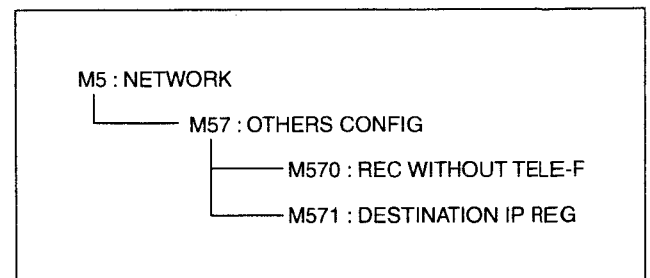 M5 : NETWORK
M57 : OTHERS CONFIG
M570 : REC WITHOUT TELE-F
M571 : DESTINATION IP REG